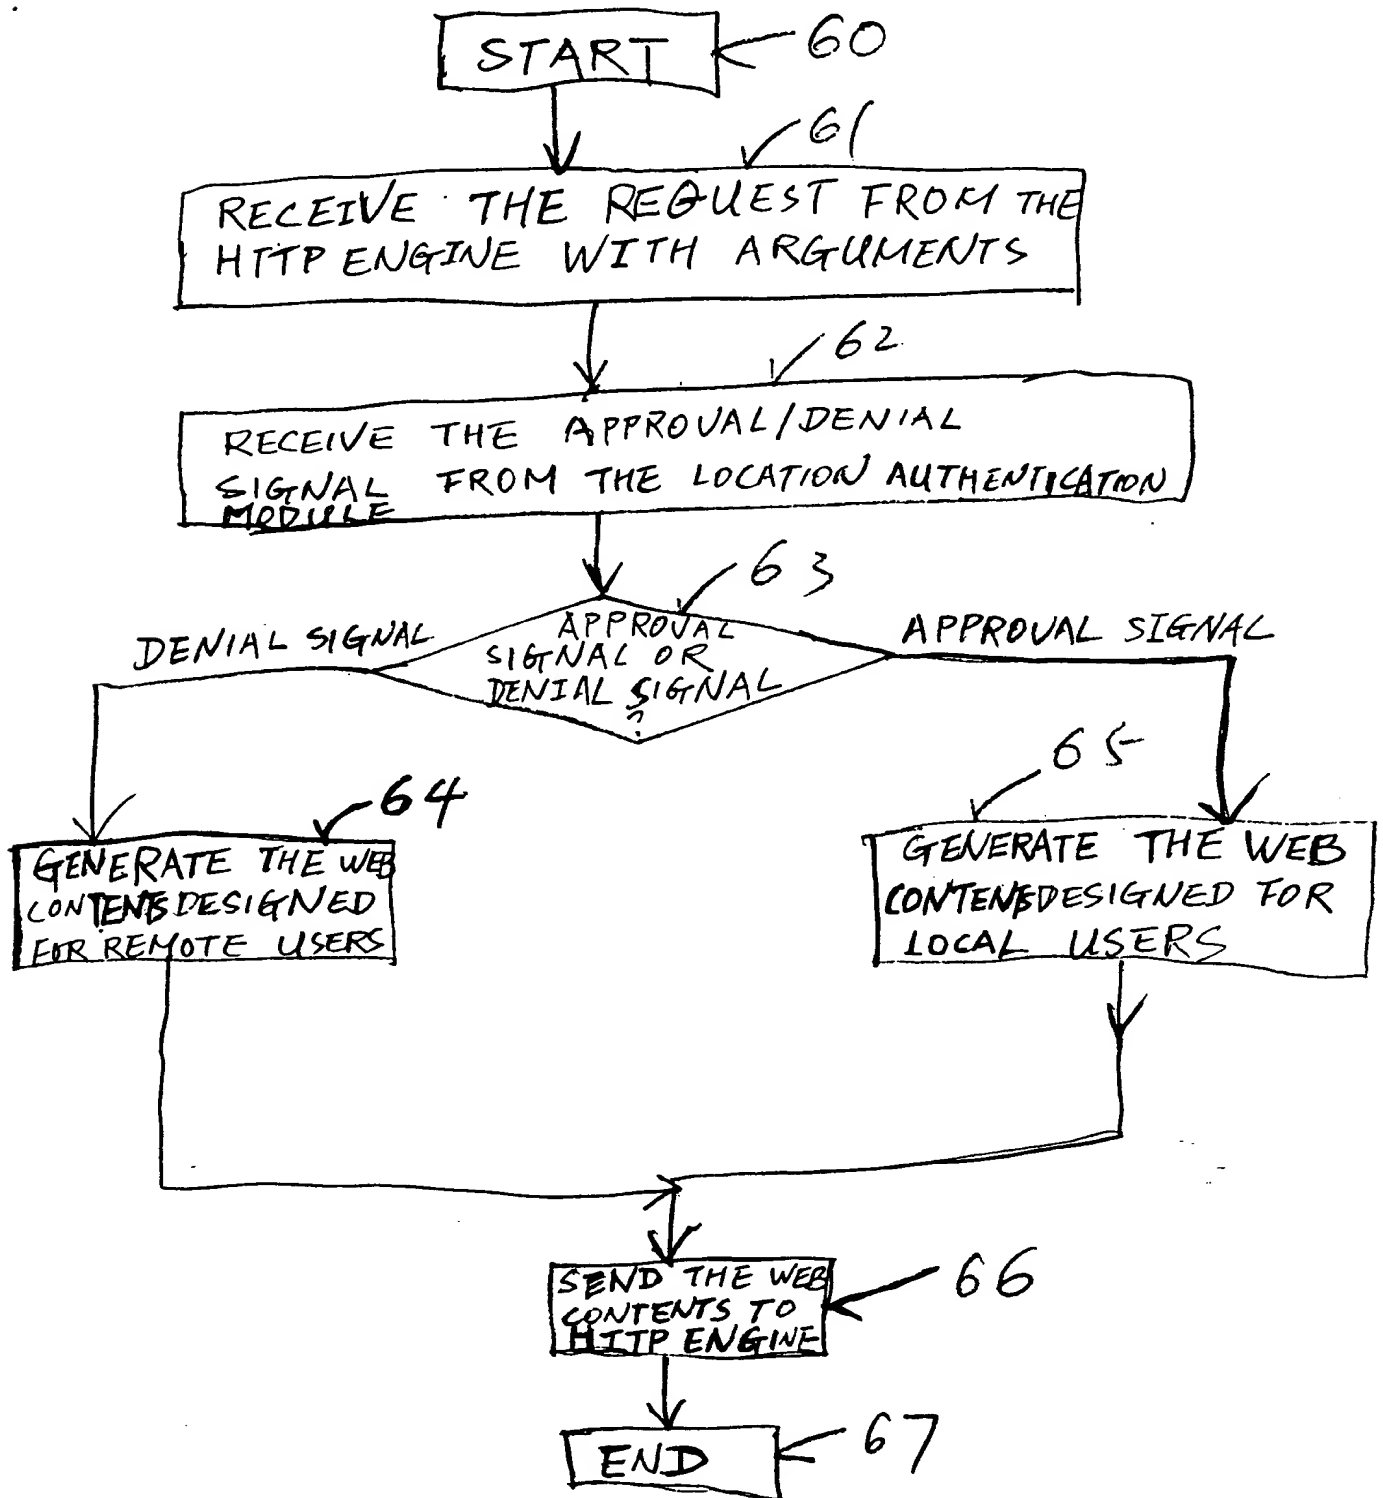 START
60
61
RECEIVE THE REQUEST FROM THE
HTTP ENGINE WITH ARGUMENTS
62
RECEIVE THE APPROVAL/DENIAL
SIGNAL FROM THE LOCATION AUTHENTICATION
MODULE
63
DENIAL SIGNAL
APPROVAL
SIGNAL OR
DENIAL SIGNAL
?
APPROVAL SIGNAL
64
GENERATE THE WEB
CONTENTS DESIGNED
FOR REMOTE USERS
65
GENERATE THE WEB
CONTENTS DESIGNED FOR
LOCAL USERS
66
SEND THE WEB
CONTENTS TO
HTTP ENGINE
END
67